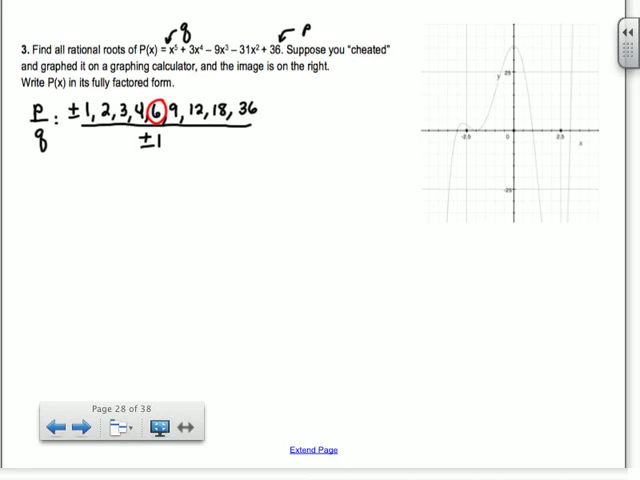 q
p
3. Find all rational roots of P(x) = x⁵ + 3x⁴ – 9x³ – 31x² + 36. Suppose you "cheated"
and graphed it on a graphing calculator, and the image is on the right.
Write P(x) in its fully factored form.
p/q : ±1, 2, 3, 4, 6, 9, 12, 18, 36
±1
y
25
-2.5
0
2.5
x
-25
Page 28 of 38
Extend Page